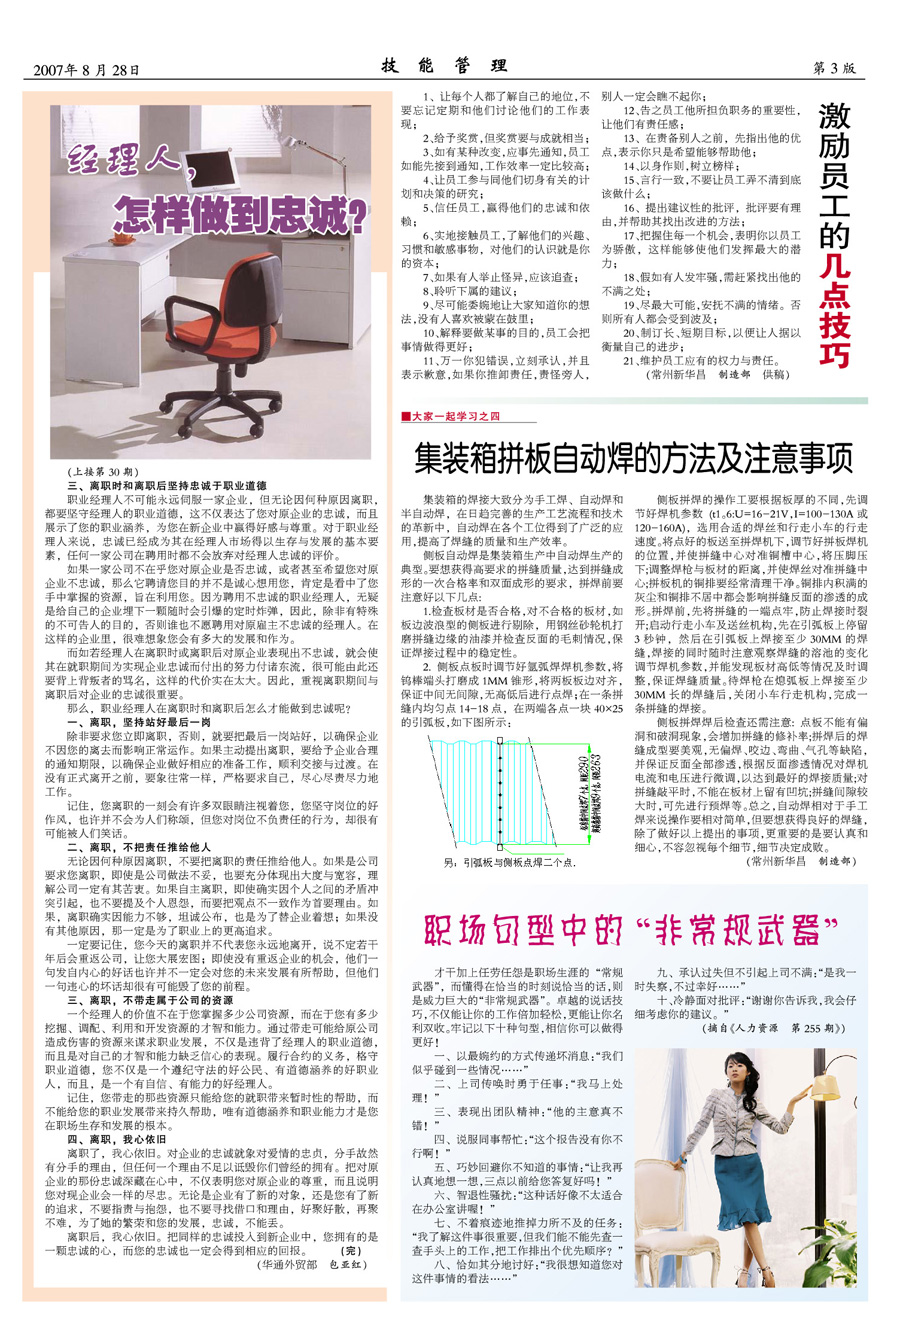 2007年8月28日
技 能 管 理
第3版
经理人，
怎样做到忠诚？
(上接第30期)
三、离职时和离职后坚持忠诚于职业道德
职业经理人不可能永远伺服一家企业，但无论因何种原因离职，
都要坚守经理人的职业道德，这不仅表达了您对原企业的忠诚，而且
展示了您的职业涵养，为您在新企业中赢得好感与尊重。对于职业经
理人来说，忠诚已经成为其在经理人市场得以生存与发展的基本要
素，任何一家公司在聘用时都不会放弃对经理人忠诚的评价。
如果一家公司不在乎您对原企业是否忠诚，或者甚至希望您对原
企业不忠诚，那么它聘请您目的并不是诚心想用您，肯定是看中了您
手中掌握的资源，旨在利用您。因为聘用不忠诚的职业经理人，无疑
是给自己的企业埋下一颗随时会引爆的定时炸弹，因此，除非有特殊
的不可告人的目的，否则谁也不愿聘用对原雇主不忠诚的经理人。在
这样的企业里，很难想象您会有多大的发展和作为。
而如若经理人在离职时或离职后对原企业表现出不忠诚，就会使
其在就职期间为实现企业忠诚而付出的努力付诸东流，很可能由此还
要背上背叛者的骂名，这样的代价实在太大。因此，重视离职期间与
离职后对企业的忠诚很重要。
那么，职业经理人在离职时和离职后怎么才能做到忠诚呢?
一、离职，坚持站好最后一岗
除非要求您立即离职，否则，就要把最后一岗站好，以确保企业
不因您的离去而影响正常运作。如果主动提出离职，要给予企业合理
的通知期限，以确保企业做好相应的准备工作，顺利交接与过渡。在
没有正式离开之前，要象往常一样，严格要求自己，尽心尽责尽力地
工作。
记住，您离职的一刻会有许多双眼睛注视着您，您坚守岗位的好
作风，也许并不会为人们称颂，但您对岗位不负责任的行为，却很有
可能被人们笑话。
二、离职，不把责任推给他人
无论因何种原因离职，不要把离职的责任推给他人。如果是公司
要求您离职，即使是公司做法不妥，也要充分体现出大度与宽容，理
解公司一定有其苦衷。如果自主离职，即使确实因个人之间的矛盾冲
突引起，也不要提及个人恩怨，而要把观点不一致作为首要理由。如
果，离职确实因能力不够，坦诚公布，也是为了替企业着想；如果没
有其他原因，那一定是为了职业上的更高追求。
一定要记住，您今天的离职并不代表您永远地离开，说不定若干
年后会重返公司，让您大展宏图；即使没有重返企业的机会，他们一
句发自内心的好话也许并不一定会对您的未来发展有所帮助，但他们
一句违心的坏话却很有可能毁了您的前程。
三、离职，不带走属于公司的资源
一个经理人的价值不在于您掌握多少公司资源，而在于您有多少
挖掘、调配、利用和开发资源的才智和能力。通过带走可能给原公司
造成伤害的资源来谋求职业发展，不仅是违背了经理人的职业道德，
而且是对自己的才智和能力缺乏信心的表现。履行合约的义务，格守
职业道德，您不仅是一个遵纪守法的好公民、有道德涵养的好职业
人，而且，是一个有自信、有能力的好经理人。
记住，您带走的那些资源只能给您的就职带来暂时性的帮助，而
不能给您的职业发展带来持久帮助，唯有道德涵养和职业能力才是您
在职场生存和发展的根本。
四、离职，我心依旧
离职了，我心依旧。对企业的忠诚就象对爱情的忠贞，分手故然
有分手的理由，但任何一个理由不足以诋毁你们曾经的拥有。把对原
企业的那份忠诚深藏在心中，不仅表明您对原企业的尊重，而且说明
您对现企业会一样的尽忠。无论是企业有了新的对象，还是您有了新
的追求，不要指责与抱怨，也不要寻找借口和理由，好聚好散，再聚
不难，为了她的繁荣和您的发展，忠诚，不能丢。
离职后，我心依旧。把同样的忠诚投入到新企业中，您拥有的是
一颗忠诚的心，而您的忠诚也一定会得到相应的回报。 (完)
(华通外贸部 包亚红)
激励员工的几点技巧
1、让每个人都了解自己的地位,不
要忘记定期和他们讨论他们的工作表
现；
2、给予奖赏,但奖赏要与成就相当；
3、如有某种改变,应事先通知,员工
如能先接到通知,工作效率一定比较高；
4、让员工参与同他们切身有关的计
划和决策的研究；
5、信任员工,赢得他们的忠诚和依
赖；
6、实地接触员工,了解他们的兴趣、
习惯和敏感事物，对他们的认识就是你
的资本；
7、如果有人举止怪异,应该追查；
8、聆听下属的建议；
9、尽可能委婉地让大家知道你的想
法,没有人喜欢被蒙在鼓里；
10、解释要做某事的目的,员工会把
事情做得更好；
11、万一你犯错误,立刻承认,并且
表示歉意,如果你推卸责任,责怪旁人,
别人一定会瞧不起你；
12、告之员工他所担负职务的重要性,
让他们有责任感；
13、在责备别人之前，先指出他的优
点,表示你只是希望能够帮助他；
14、以身作则,树立榜样；
15、言行一致,不要让员工弄不清到底
该做什么；
16、提出建议性的批评，批评要有理
由,并帮助其找出改进的方法；
17、把握住每一个机会,表明你以员工
为骄傲，这样能够使他们发挥最大的潜
力；
18、假如有人发牢骚,需赶紧找出他的
不满之处；
19、尽最大可能,安抚不满的情绪。否
则所有人都会受到波及；
20、制订长、短期目标,以便让人据以
衡量自己的进步；
21、维护员工应有的权力与责任。
(常州新华昌 制造部 供稿)
■大家一起学习之四
集装箱拼板自动焊的方法及注意事项
集装箱的焊接大致分为手工焊、自动焊和
半自动焊，在日趋完善的生产工艺流程和技术
的革新中，自动焊在各个工位得到了广泛的应
用,提高了焊缝的质量和生产效率。
侧板自动焊是集装箱生产中自动焊生产的
典型。要想获得高要求的拼缝质量,达到拼缝成
形的一次合格率和双面成形的要求，拼焊前要
注意好以下几点:
1.检查板材是否合格,对不合格的板材,如
板边波浪型的侧板进行剔除，用钢丝砂轮机打
磨拼缝边缘的油漆并检查反面的毛刺情况,保
证焊接过程中的稳定性。
2. 侧板点板时调节好氩弧焊焊机参数,将
钨棒端头打磨成1MM锥形,将两板板边对齐,
保证中间无间隙,无高低后进行点焊;在一条拼
缝内均匀点14-18点，在两端各点一块40×25
的引弧板,如下图所示:
另：引弧板与侧板点焊二个点.
侧板拼焊的操作工要根据板厚的不同,先调
节好焊机参数 (t1。6:U=16-21V,I=100-130A或
120-160A)，选用合适的焊丝和行走小车的行走
速度。将点好的板送至拼焊机下,调节好拼板焊机
的位置,并使拼缝中心对准铜槽中心,将压脚压
下;调整焊枪与板材的距离,并使焊丝对准拼缝中
心;拼板机的铜排要经常清理干净。铜排内积满的
灰尘和铜排不居中都会影响拼缝反面的渗透的成
形。拼焊前,先将拼缝的一端点牢,防止焊接时裂
开;启动行走小车及送丝机构,先在引弧板上停留
3秒钟，然后在引弧板上焊接至少30MM的焊
缝,焊接的同时随时注意观察焊缝的溶池的变化
调节焊机参数,并能发现板材高低等情况及时调
整,保证焊缝质量。待焊枪在熄弧板上焊接至少
30MM长的焊缝后,关闭小车行走机构,完成一
条拼缝的焊接。
侧板拼焊焊后检查还需注意：点板不能有偏
洞和破洞现象,会增加拼缝的修补率;拼焊后的焊
缝成型要美观,无偏焊、咬边、弯曲、气孔等缺陷,
并保证反面全部渗透,根据反面渗透情况对焊机
电流和电压进行微调,以达到最好的焊接质量;对
拼缝敲平时,不能在板材上留有凹坑;拼缝间隙较
大时,可先进行预焊等。总之,自动焊相对于手工
焊来说操作要相对简单,但要想获得良好的焊缝,
除了做好以上提出的事项,更重要的是要认真和
细心,不容忽视每个细节,细节决定成败。
(常州新华昌 制造部)
职场句型中的“非常规武器”
才干加上任劳任怨是职场生涯的“常规
武器”，而懂得在恰当的时刻说恰当的话,则
是威力巨大的“非常规武器”。卓越的说话技
巧,不仅能让你的工作倍加轻松,更能让你名
利双收。牢记以下十种句型,相信你可以做得
更好！
一、以最婉约的方式传递坏消息:“我们
似乎碰到一些情况……”
二、上司传唤时勇于任事:“我马上处
理！”
三、表现出团队精神:“他的主意真不
错！”
四、说服同事帮忙:“这个报告没有你不
行啊！”
五、巧妙回避你不知道的事情:“让我再
认真地想一想,三点以前给您答复好吗！”
六、智退性骚扰:“这种话好像不太适合
在办公室讲喔！”
七、不着痕迹地推掉力所不及的任务:
“我了解这件事很重要,但我们能不能先查一
查手头上的工作,把工作排出个优先顺序？”
八、恰如其分地讨好:“我很想知道您对
这件事情的看法……”
九、承认过失但不引起上司不满:“是我一
时失察,不过幸好……”
十、冷静面对批评:“谢谢你告诉我,我会仔
细考虑你的建议。”
(摘自《人力资源 第255期》)